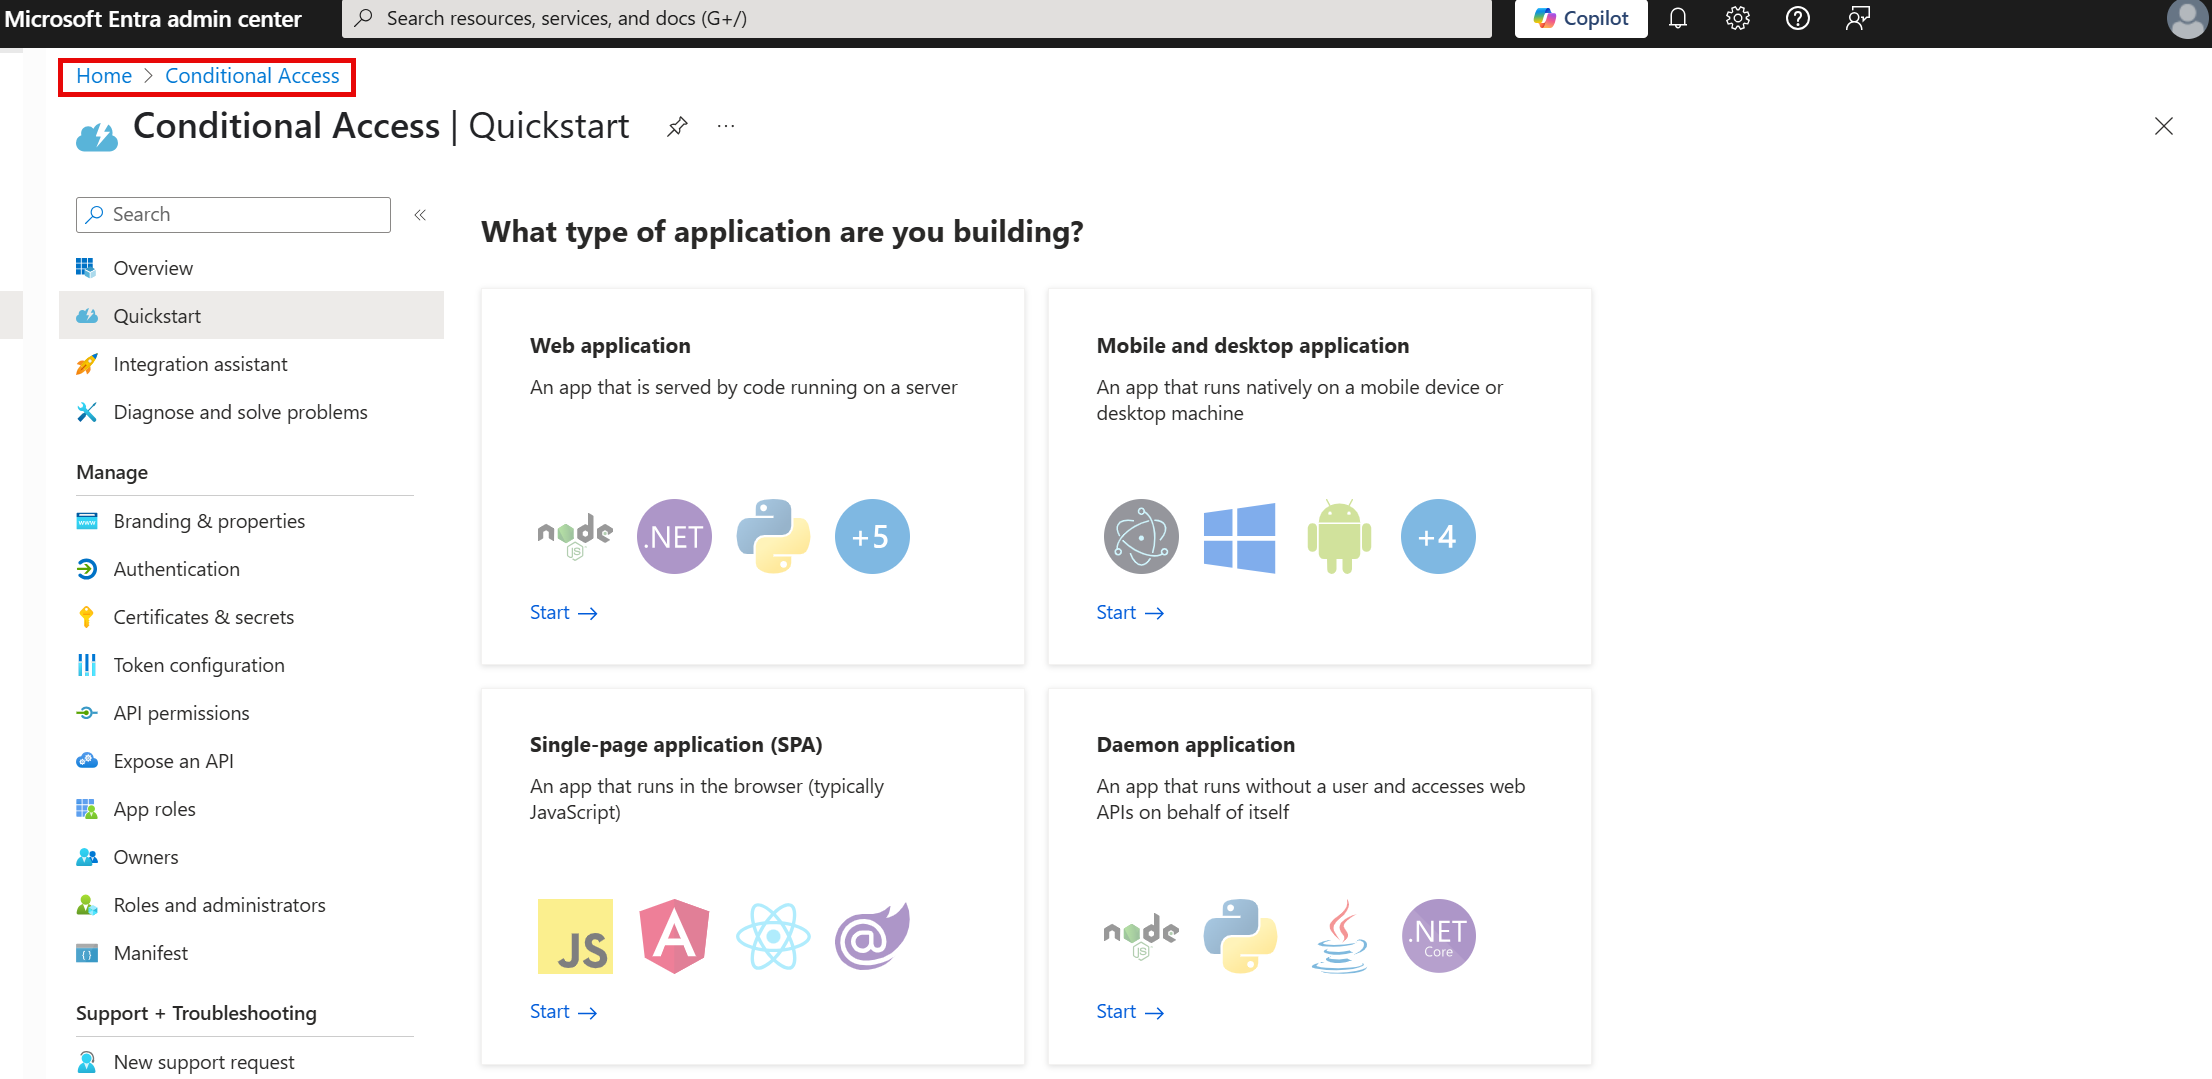 Microsoft Entra admin center
Search resources, services, and docs (G+/)
Copilot
Home > Conditional Access
Conditional Access | Quickstart
Search
Overview
Quickstart
Integration assistant
Diagnose and solve problems
Manage
Branding & properties
Authentication
Certificates & secrets
Token configuration
API permissions
Expose an API
App roles
Owners
Roles and administrators
Manifest
Support + Troubleshooting
New support request
What type of application are you building?
Web application
An app that is served by code running on a server
node
JS
.NET
+5
Start →
Mobile and desktop application
An app that runs natively on a mobile device or
desktop machine
+4
Start →
Single-page application (SPA)
An app that runs in the browser (typically
JavaScript)
JS
A
@
Start →
Daemon application
An app that runs without a user and accesses web
APIs on behalf of itself
node
JS
.NET
Core
Start →